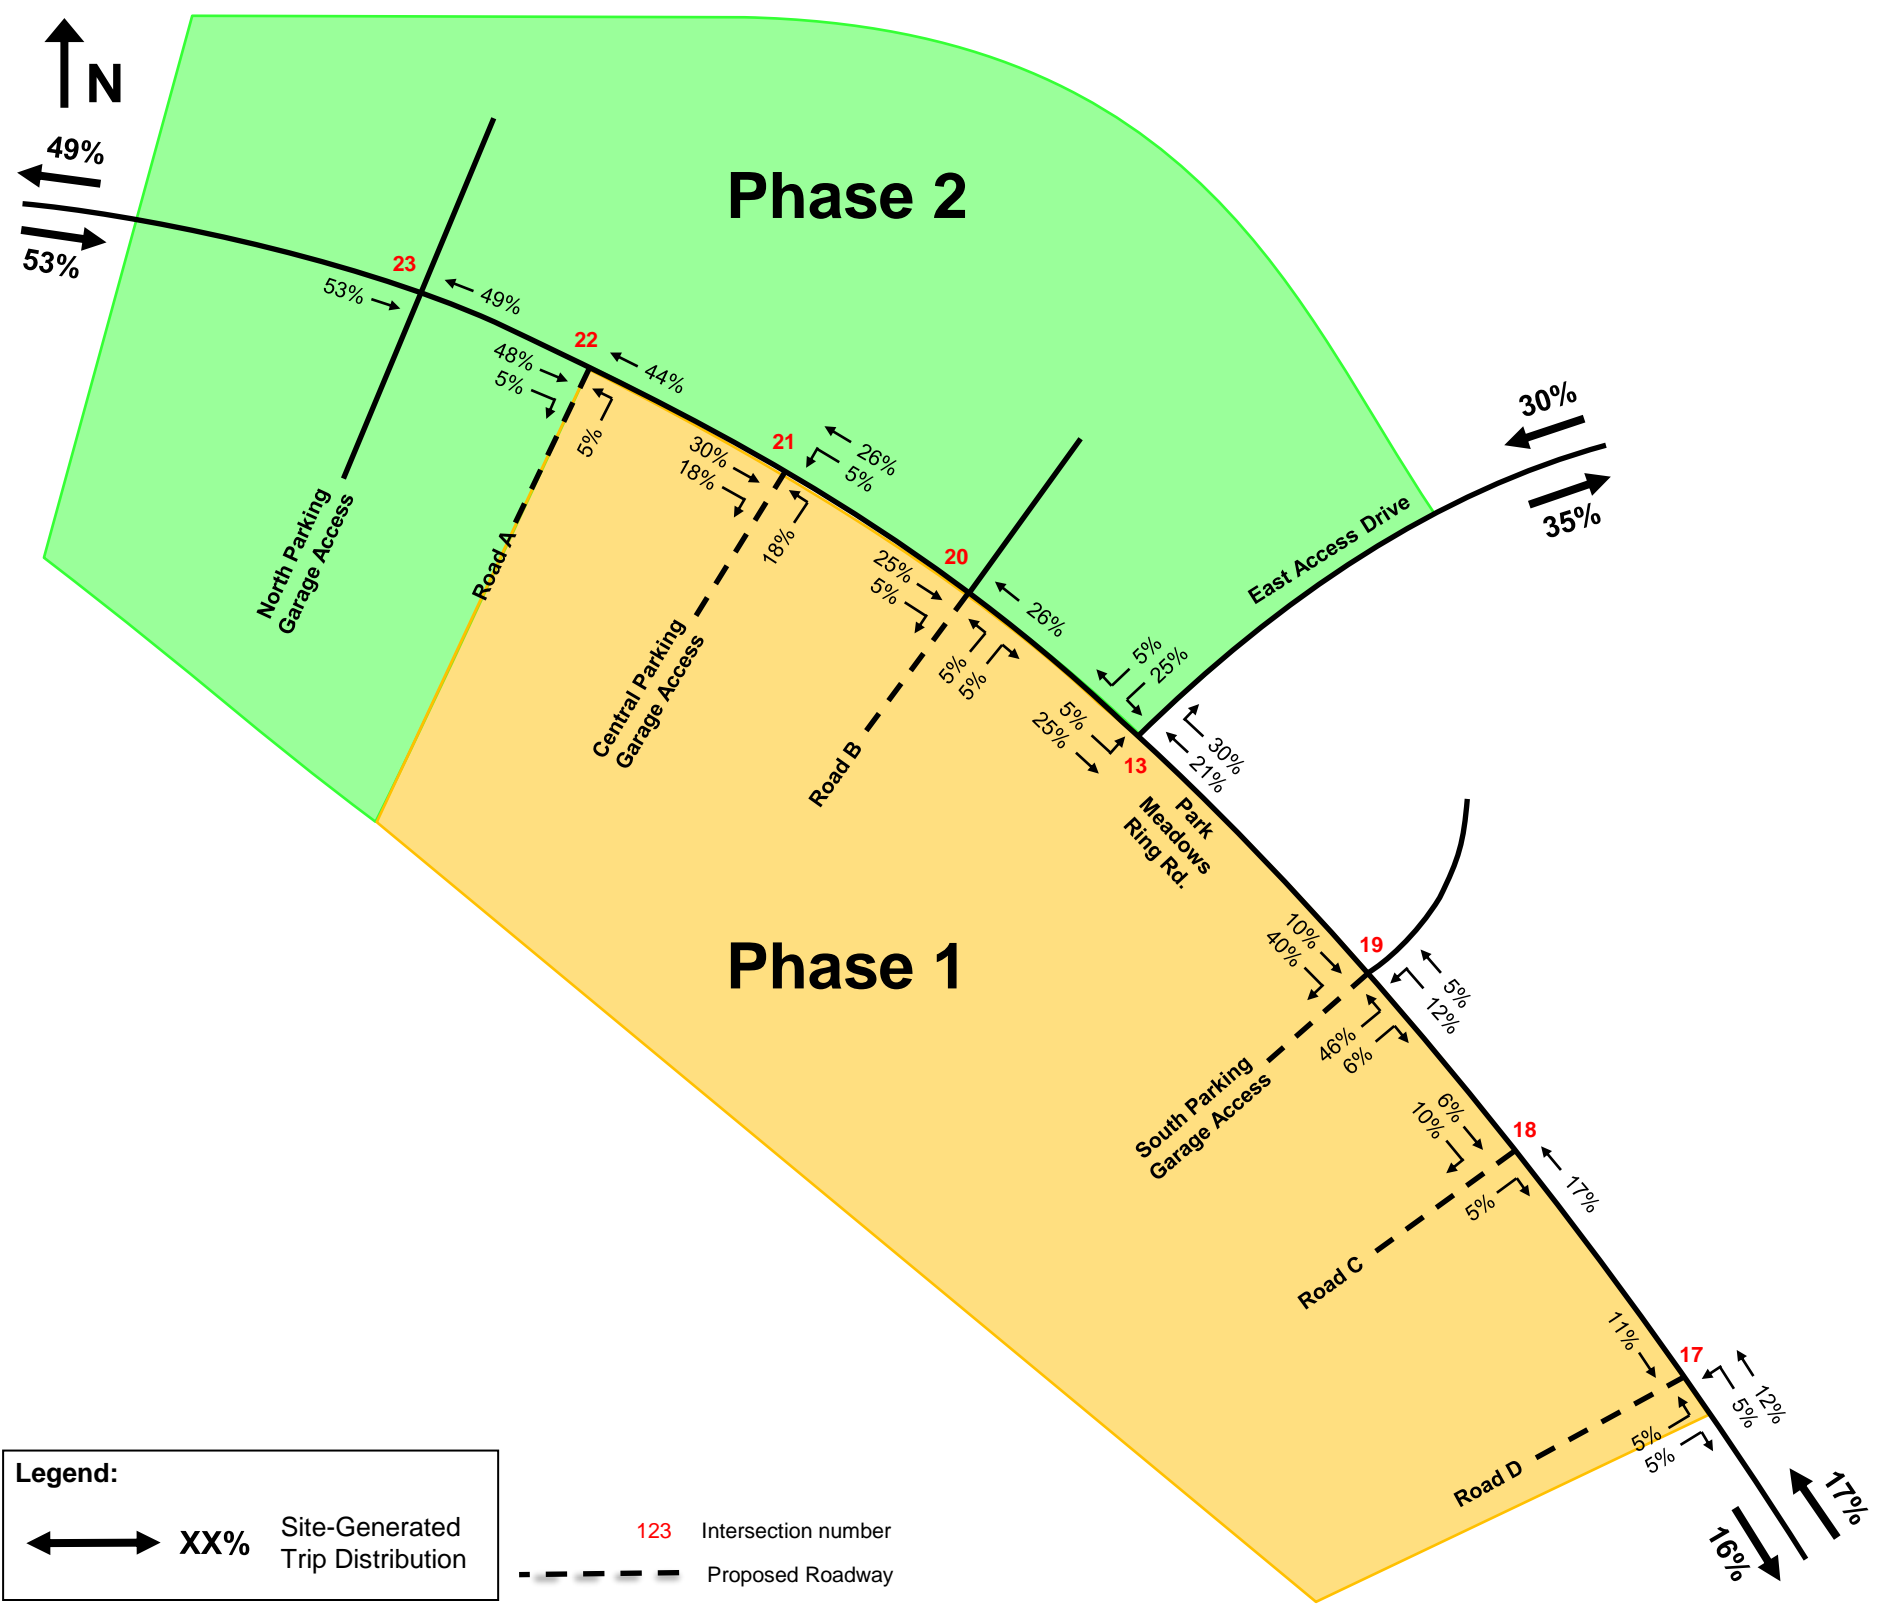 N
49%
53%
Phase 2
23
53%
49%
22
48%
5%
44%
5%
North Parking
Garage Access
Road A
21
30%
18%
26%
5%
18%
Central Parking
Garage Access
20
25%
5%
26%
5%
5%
Road B
30%
35%
East Access Drive
5%
25%
5%
25%
13
30%
21%
Park
Meadows
Ring Rd.
Phase 1
19
10%
40%
5%
12%
46%
6%
South Parking
Garage Access
18
6%
10%
17%
5%
Road C
17
11%
12%
5%
5%
5%
Road D
17%
16%
Legend:
XX%
Site-Generated
Trip Distribution
123
Intersection number
Proposed Roadway